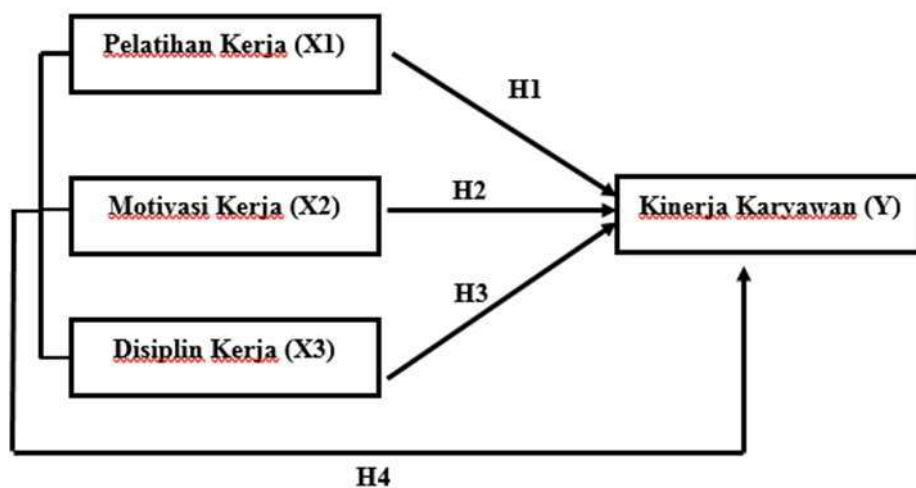 Pelatihan Kerja (X1)
H1
Motivasi Kerja (X2)
H2
Kinerja Karyawan (Y)
H3
Disiplin Kerja (X3)
H4